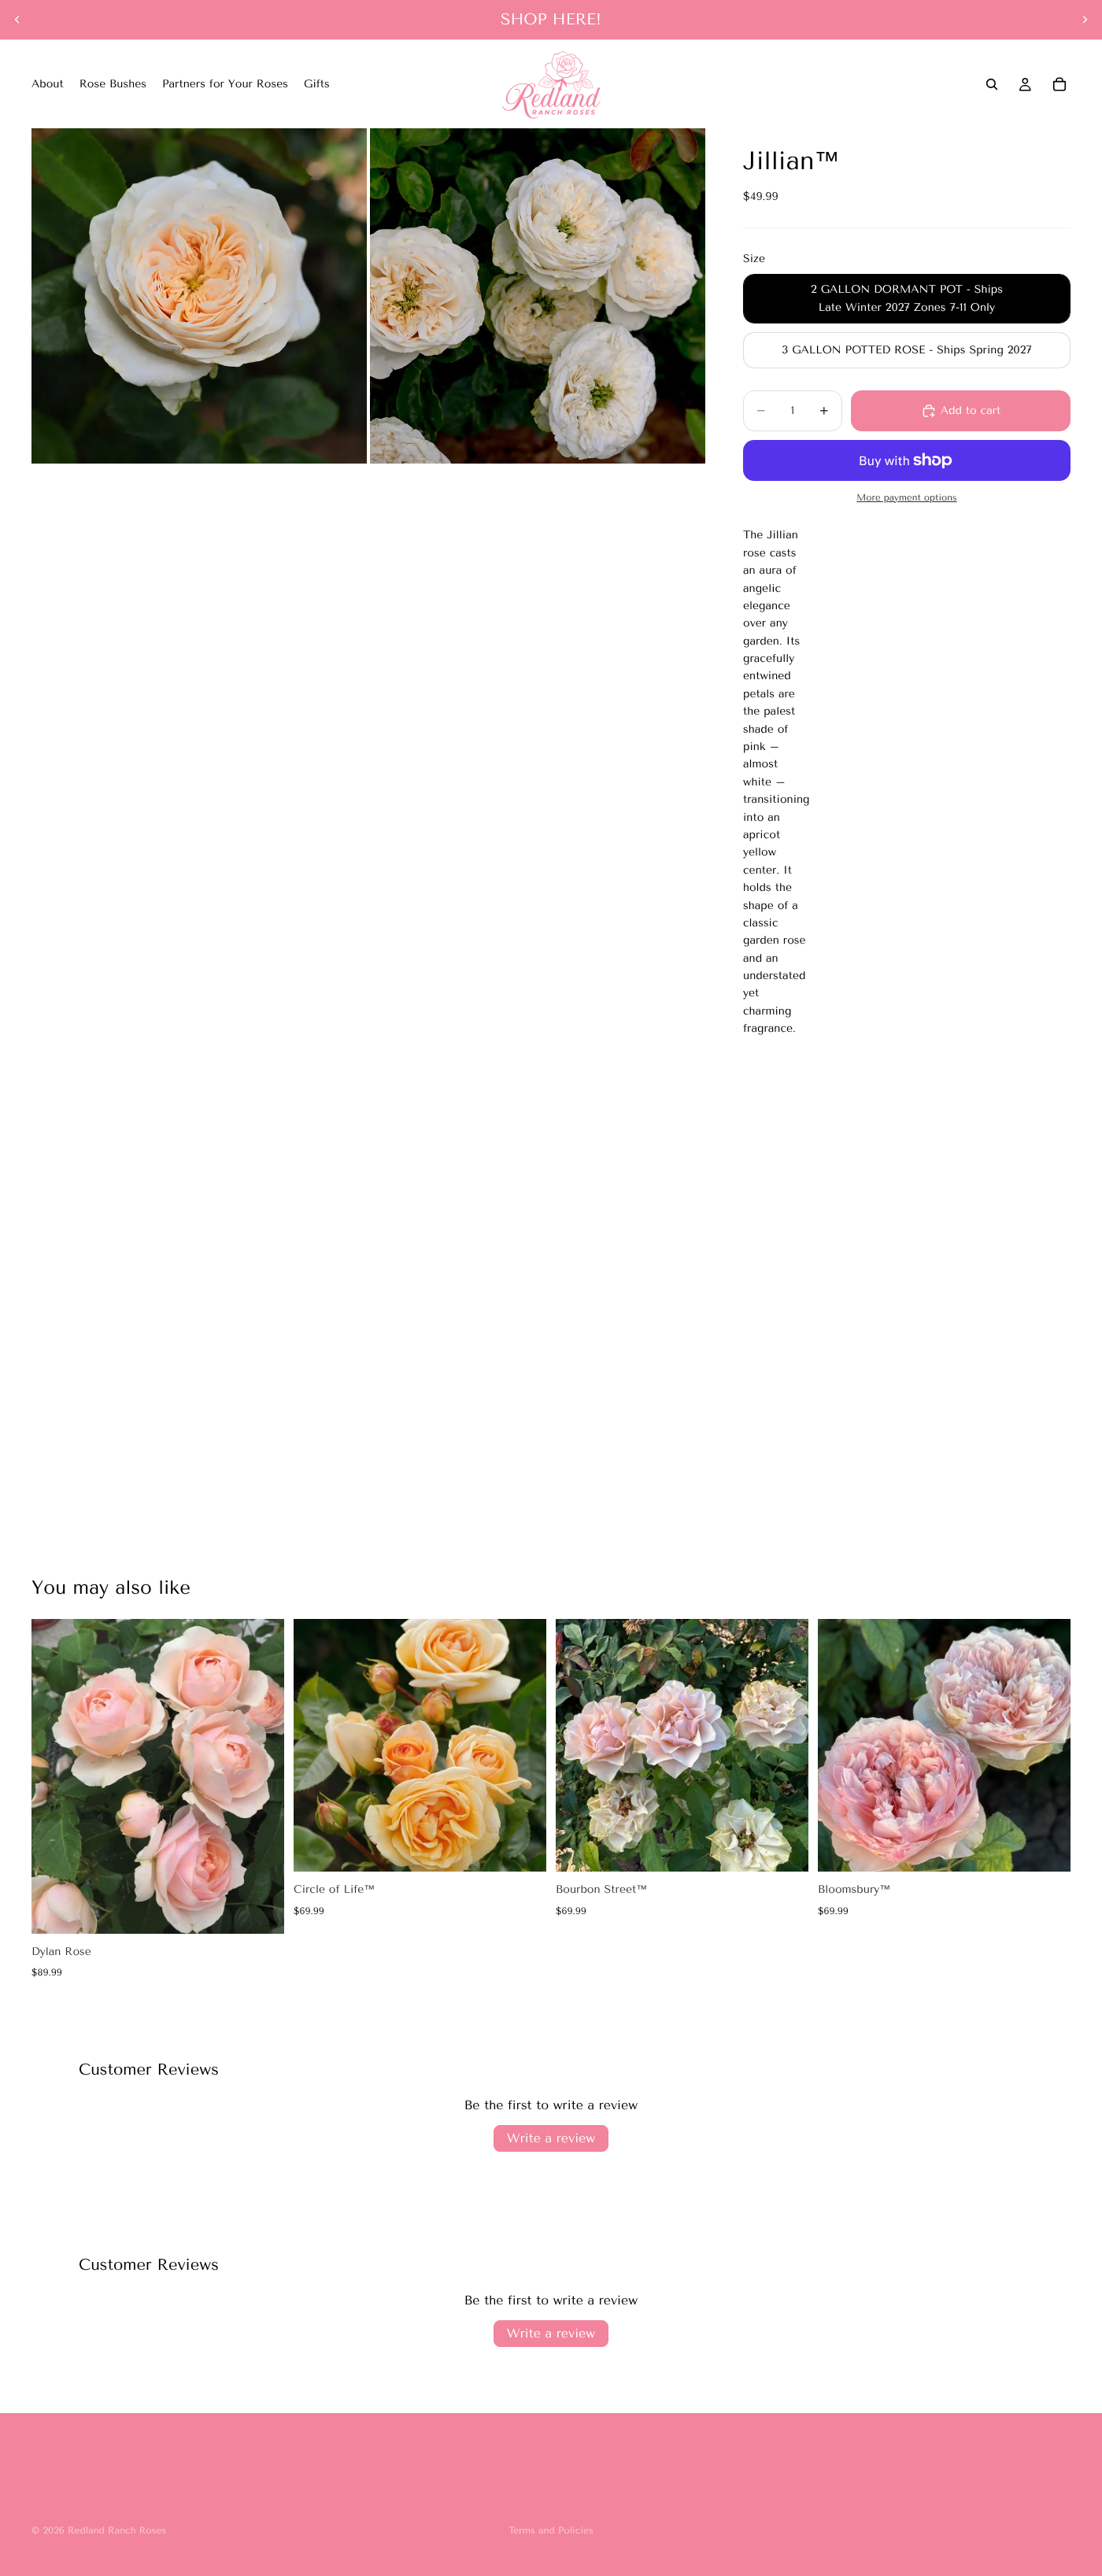 SHOP HERE!
About Rose Bushes Partners for Your Roses Gifts
Redland
RANCH ROSES
Jillian™
$49.99
Size
2 GALLON DORMANT POT - Ships
Late Winter 2027 Zones 7-11 Only
3 GALLON POTTED ROSE - Ships Spring 2027
1
Add to cart
Buy with shop
More payment options
The Jillian
rose casts
an aura of
angelic
elegance
over any
garden. Its
gracefully
entwined
petals are
the palest
shade of
pink –
almost
white –
transitioning
into an
apricot
yellow
center. It
holds the
shape of a
classic
garden rose
and an
understated
yet
charming
fragrance.
You may also like
Circle of Life™
Bourbon Street™
Bloomsbury™
$69.99
$69.99
$69.99
Dylan Rose
$89.99
Customer Reviews
Be the first to write a review
Write a review
Customer Reviews
Be the first to write a review
Write a review
© 2026 Redland Ranch Roses
Terms and Policies